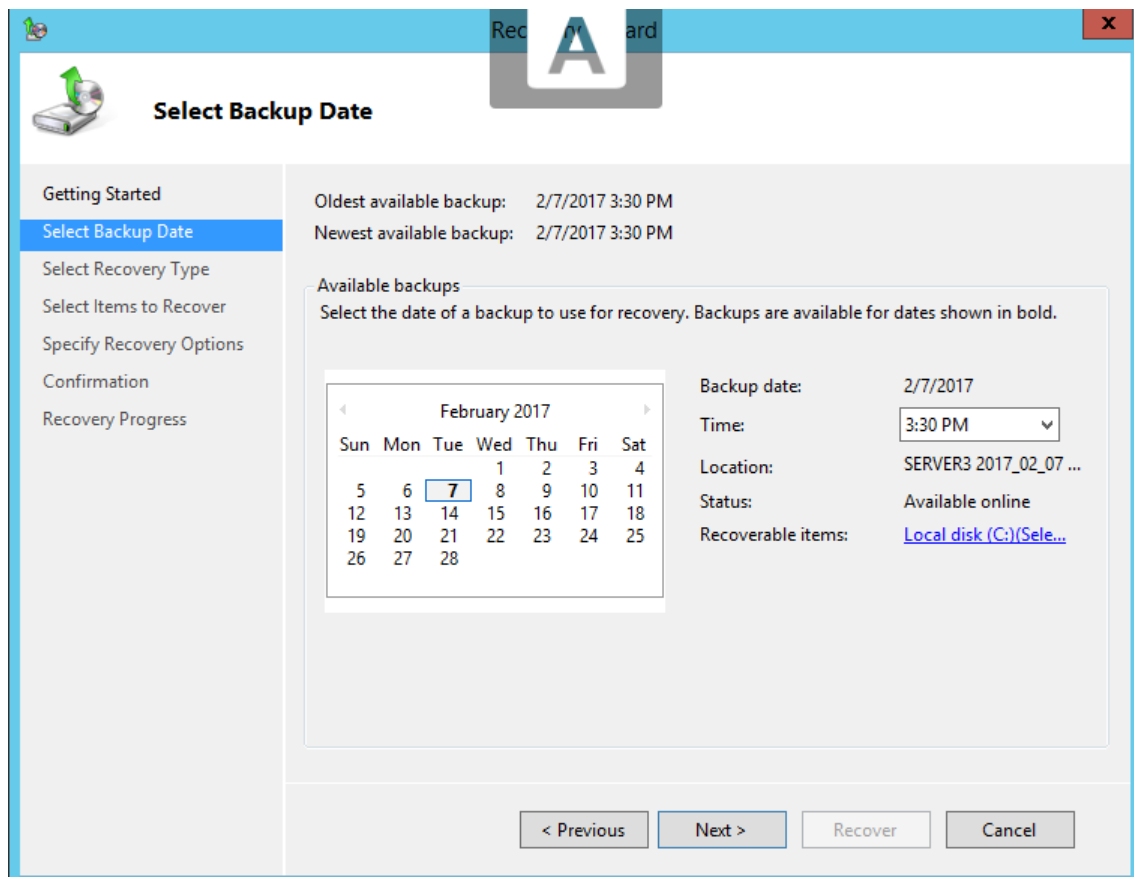 Rec ard
A
x
Select Backup Date
Getting Started
Select Backup Date
Select Recovery Type
Select Items to Recover
Specify Recovery Options
Confirmation
Recovery Progress
Oldest available backup: 2/7/2017 3:30 PM
Newest available backup: 2/7/2017 3:30 PM
Available backups
Select the date of a backup to use for recovery. Backups are available for dates shown in bold.
February 2017
Sun Mon Tue Wed Thu Fri Sat
1 2 3 4
5 6 7 8 9 10 11
12 13 14 15 16 17 18
19 20 21 22 23 24 25
26 27 28
Backup date: 2/7/2017
Time: 3:30 PM
Location: SERVER3 2017_02_07 ...
Status: Available online
Recoverable items: Local disk (C:)(Sele...
< Previous
Next >
Recover
Cancel